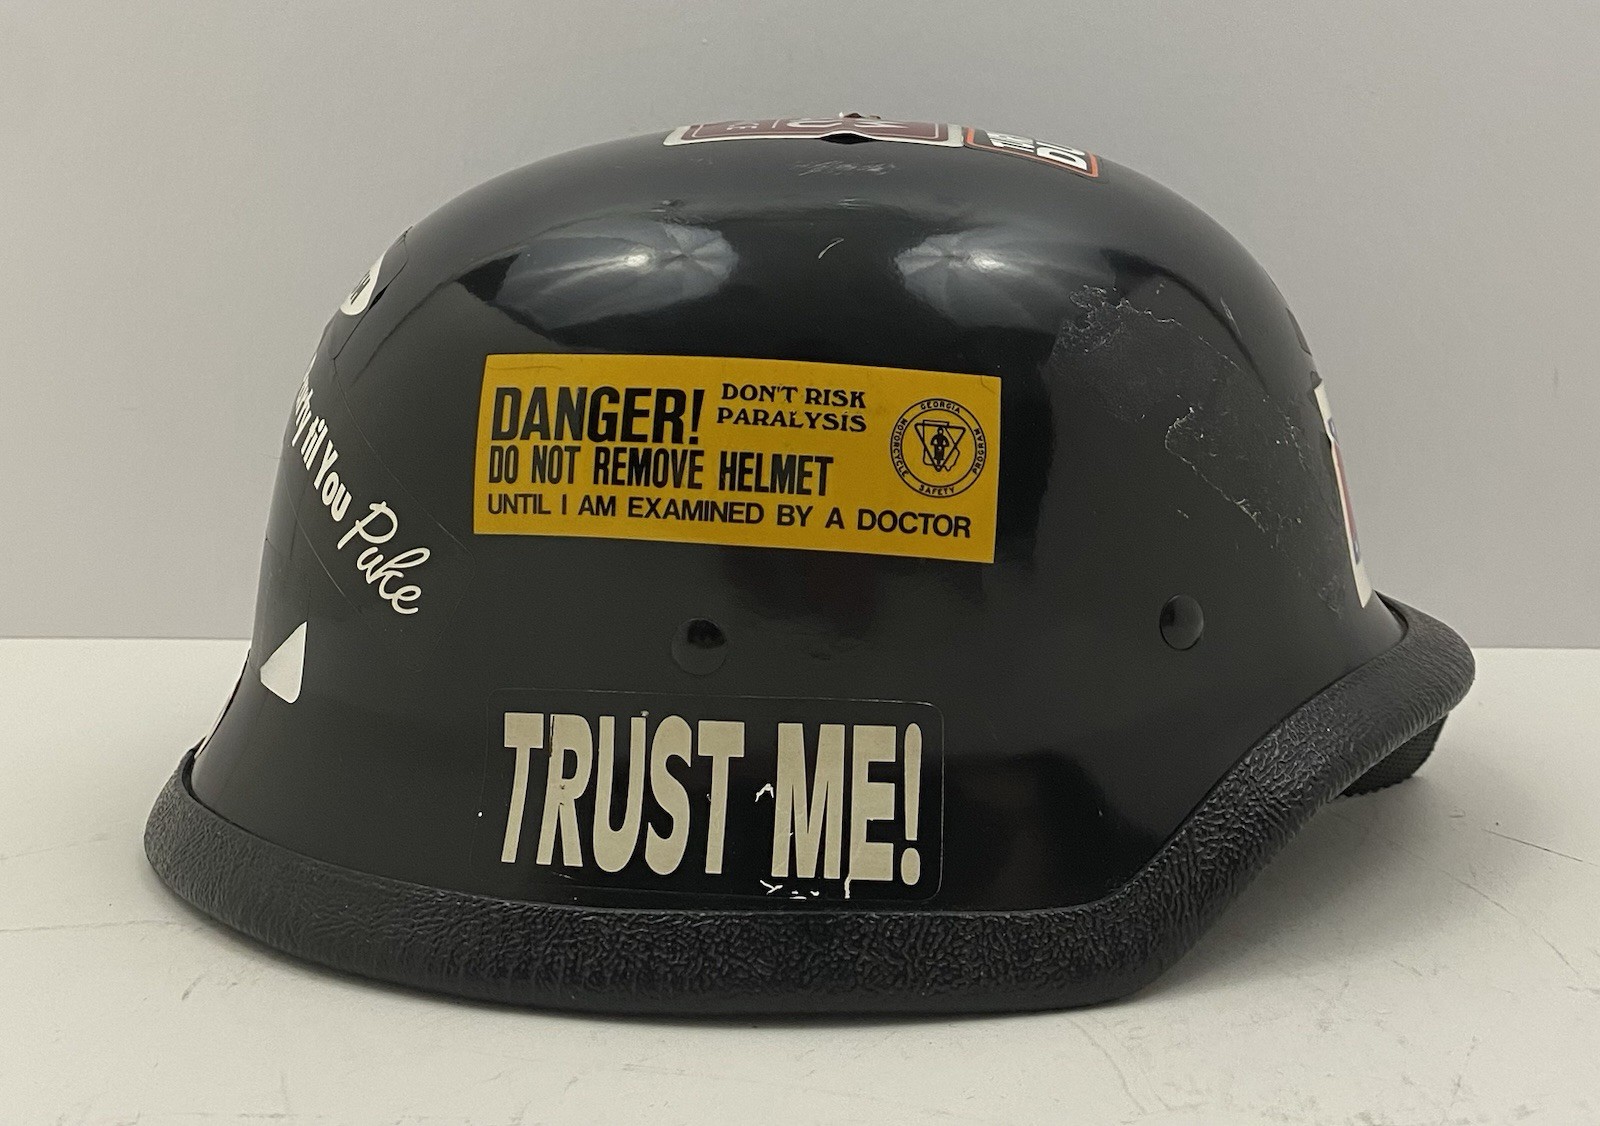 DANGER!
DON'T RISK
PARALYSIS
DO NOT REMOVE HELMET
UNTIL I AM EXAMINED BY A DOCTOR
GEORGIA
MOTORCYCLE
SAFETY
PROGRAM
til You Puke
TRUST ME!